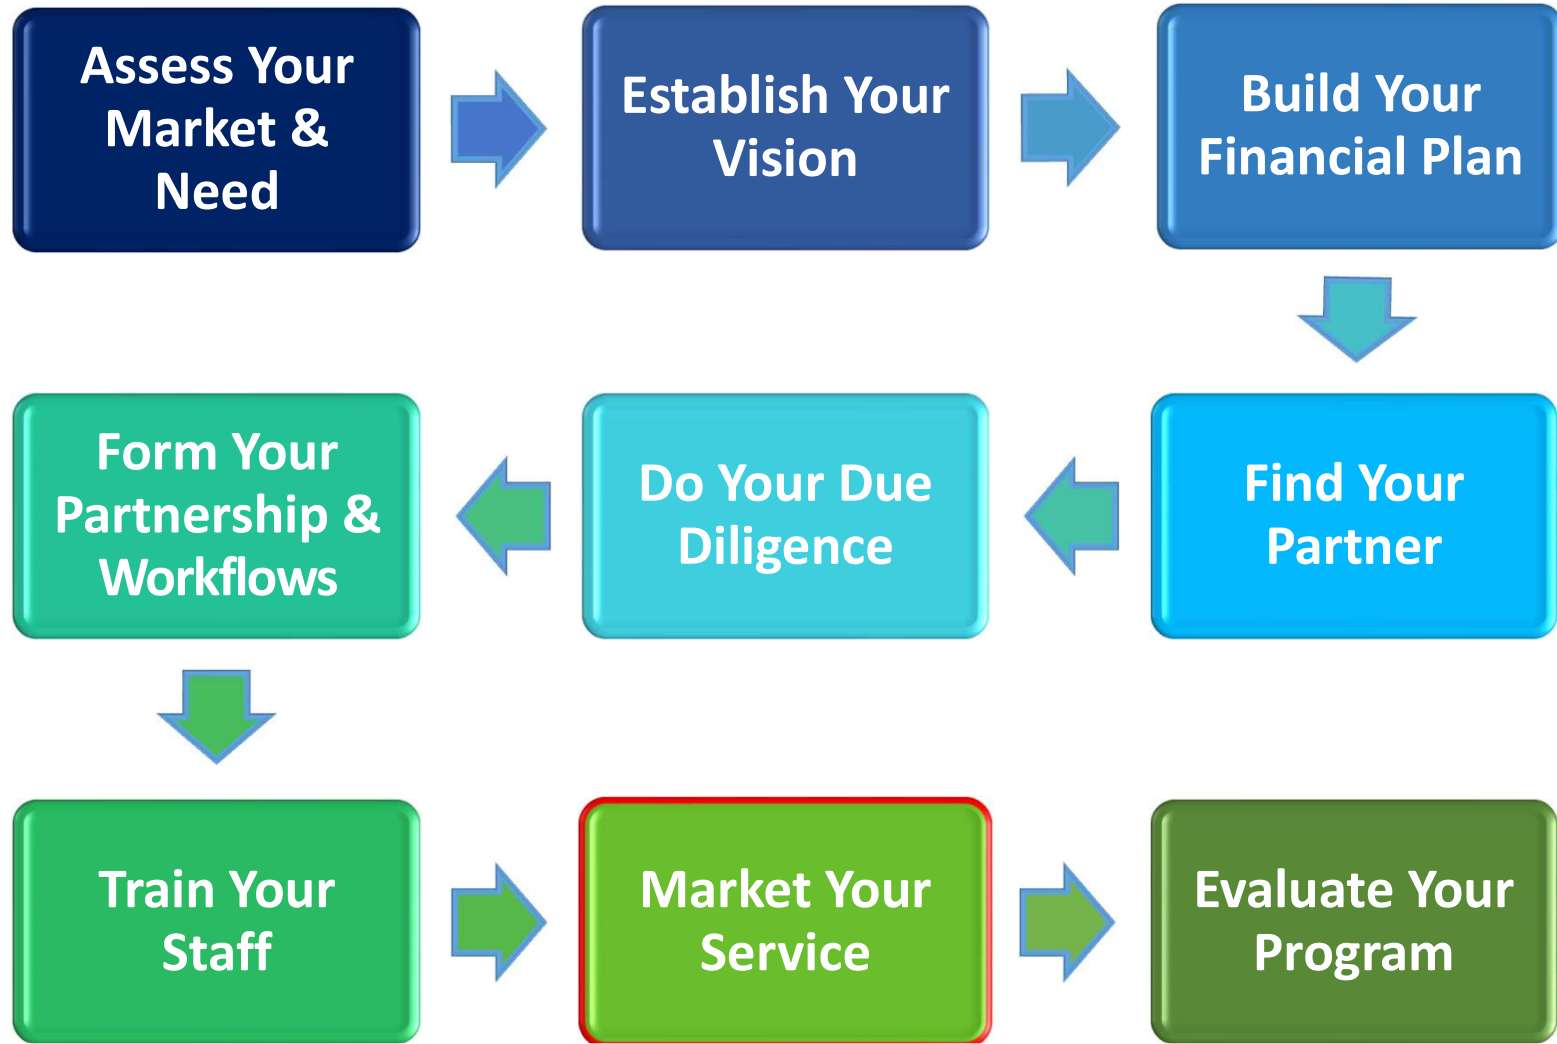 Assess Your
Market &
Need
Establish Your
Vision
Build Your
Financial Plan
Find Your
Partner
Do Your Due
Diligence
Form Your
Partnership &
Workflows
Train Your
Staff
Market Your
Service
Evaluate Your
Program